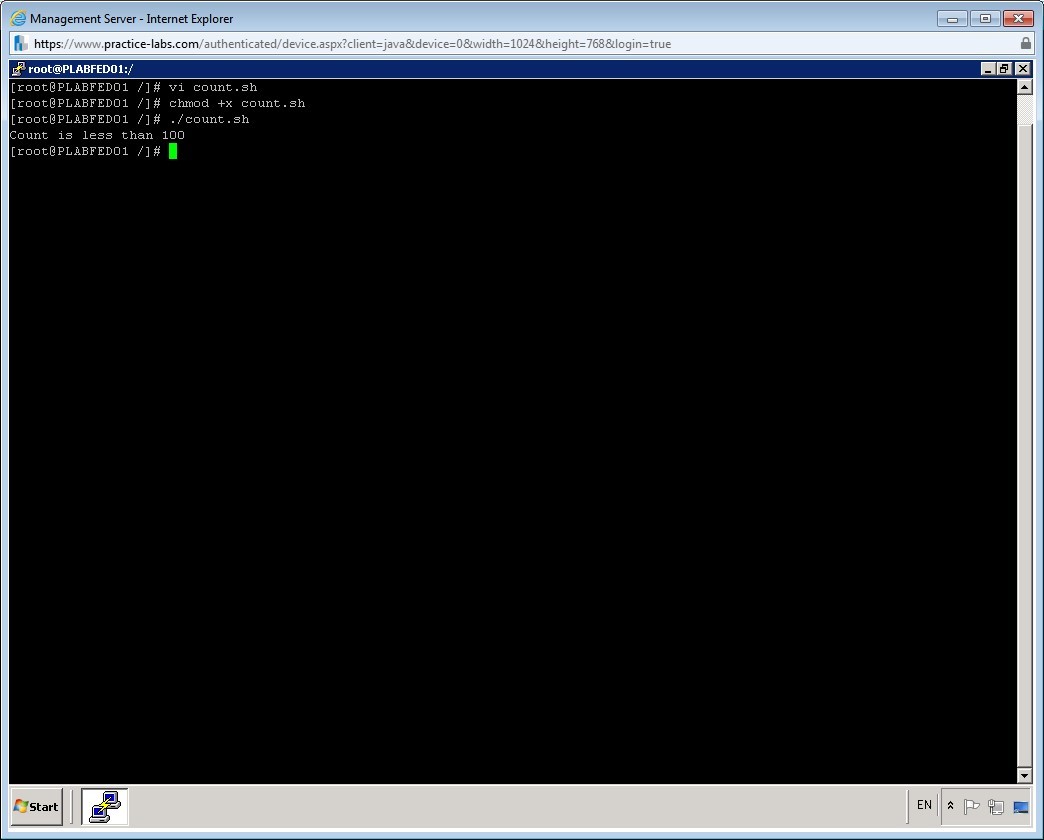 Management Server - Internet Explorer
https://www.practice-labs.com/authenticated/device.aspx?client=java&device=0&width=1024&height=768&login=true
root@PLABFED01:/
[root@PLABFED01 /]# vi count.sh
[root@PLABFED01 /]# chmod +x count.sh
[root@PLABFED01 /]# ./count.sh
Count is less than 100
[root@PLABFED01 /]#
Start
EN